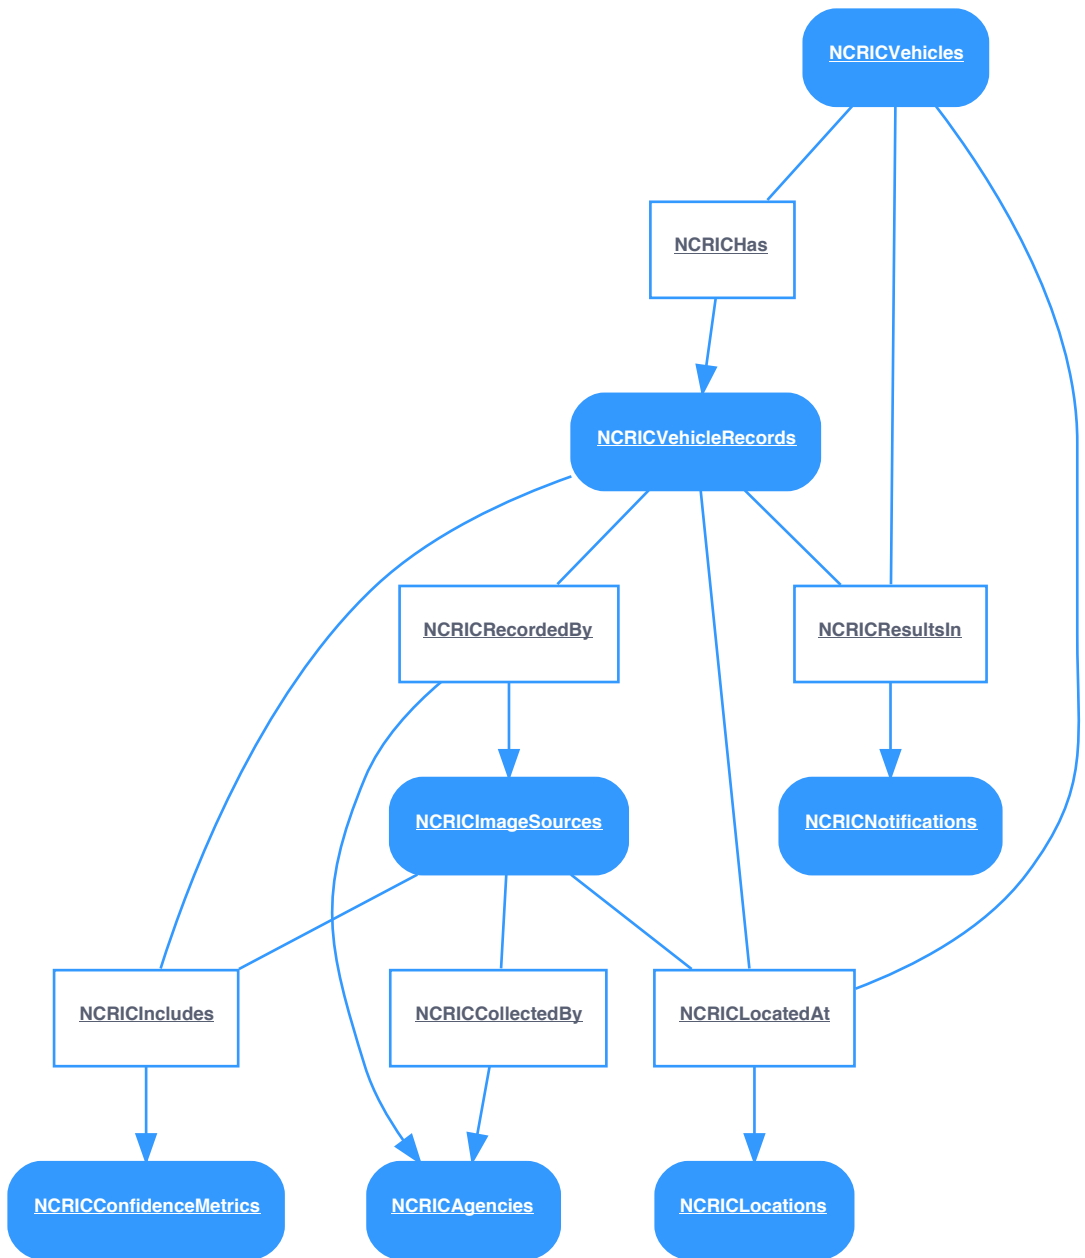 NCRICVehicles
NCRICHas
NCRICVehicleRecords
NCRICRecordedBy
NCRICResultsIn
NCRICImageSources
NCRICNotifications
NCRICIncludes
NCRICCollectedBy
NCRICLocatedAt
NCRICConfidenceMetrics
NCRICAgencies
NCRICLocations